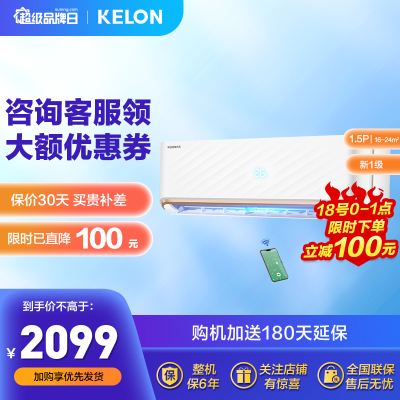 suning.com
超级品牌日
KELON
咨询客服领
大额优惠券
1.5P 16-24m²
新1级
保价30天 买贵补差
限时已直降 100 元
18号0-1点
限时下单
立减100元
到手价不高于:
¥2099
加购享优先发货
购机加送180天延保
保 整机
保6年
关注店铺
有惊喜
全国联保
售后无忧